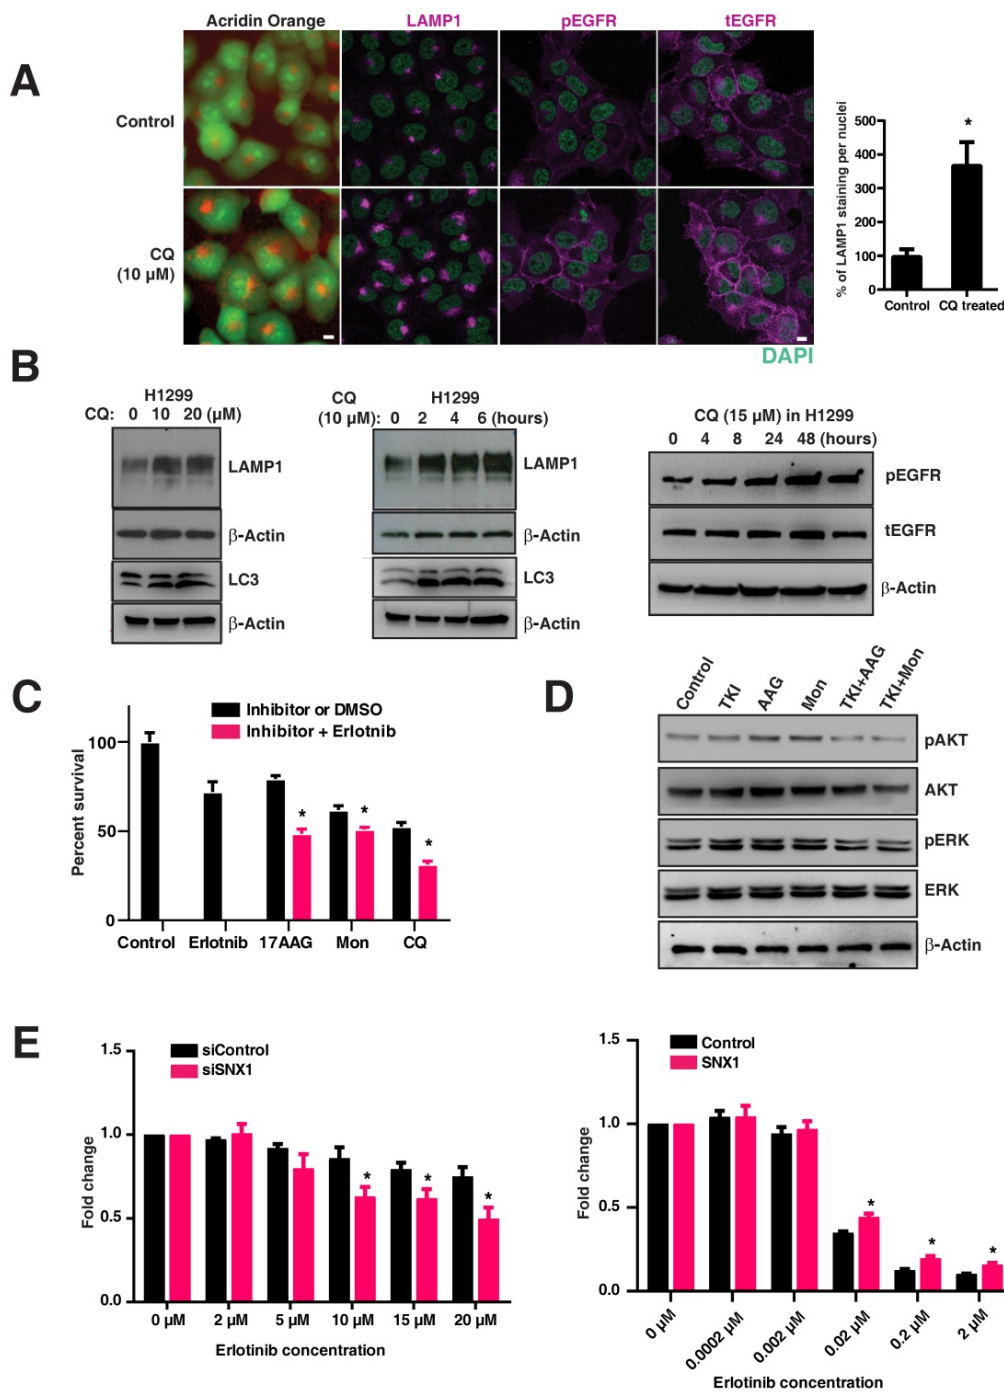 A
Acridin Orange
LAMP1
pEGFR
tEGFR
Control
CQ
(10 µM)
DAPI
% of LAMP1 staining per nuclei
500
400
300
200
100
0
*
Control
CQ treated
B
H1299
CQ: 0 10 20 (µM)
LAMP1
β-Actin
LC3
β-Actin
CQ H1299
(10 µM): 0 2 4 6 (hours)
LAMP1
β-Actin
LC3
β-Actin
CQ (15 µM) in H1299
0 4 8 24 48 (hours)
pEGFR
tEGFR
β-Actin
C
Inhibitor or DMSO
Inhibitor + Erlotnib
Percent survival
100
50
0
* * *
Control Erlotnib 17AAG Mon CQ
D
Control TKI AAG Mon TKI+AAG TKI+Mon
pAKT
AKT
pERK
ERK
β-Actin
E
siControl
siSNX1
Fold change
1.5
1.0
0.5
0.0
* * *
0 µM 2 µM 5 µM 10 µM 15 µM 20 µM
Erlotinib concentration
Control
SNX1
Fold change
1.5
1.0
0.5
0.0
* * *
0 µM 0.0002 µM 0.002 µM 0.02 µM 0.2 µM 2 µM
Erlotinib concentration